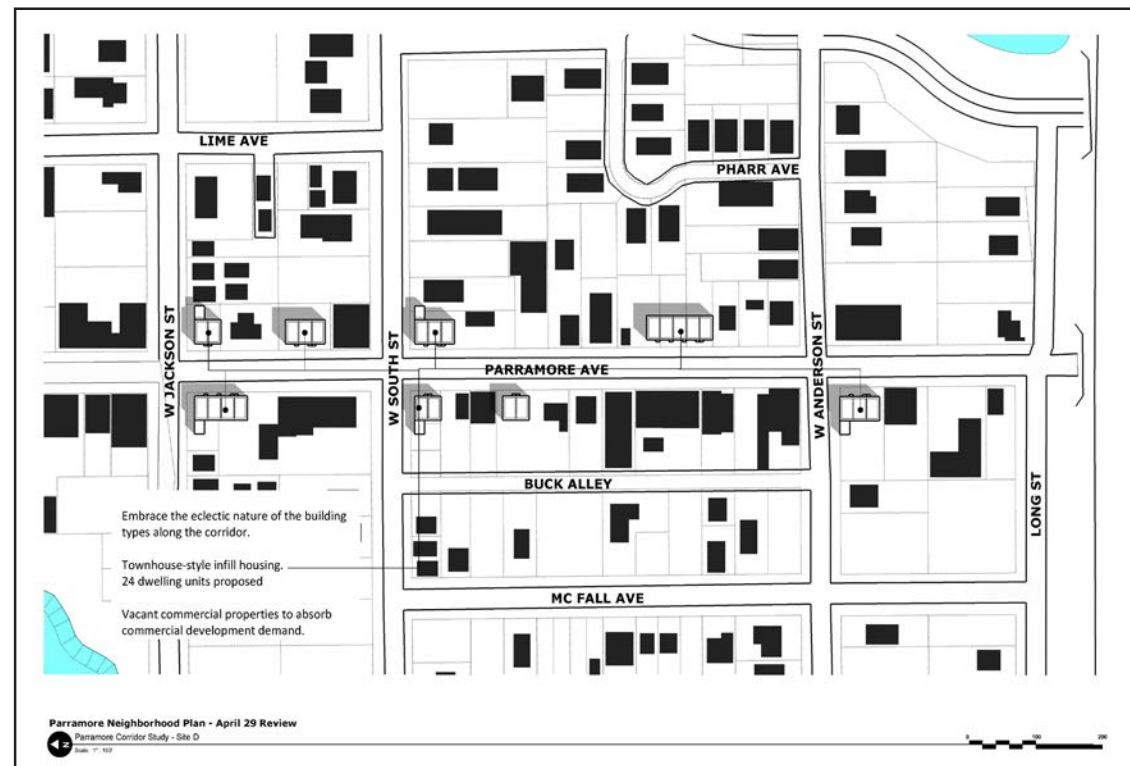 LIME AVE
PHARR AVE
W JACKSON ST
W SOUTH ST
PARRAMORE AVE
W ANDERSON ST
BUCK ALLEY
LONG ST
Embrace the eclectic nature of the building
types along the corridor.
Townhouse-style infill housing.
24 dwelling units proposed
Vacant commercial properties to absorb
commercial development demand.
MC FALL AVE
Parramore Neighborhood Plan - April 29 Review
Parramore Corridor Study - Site D
N
0
100
200